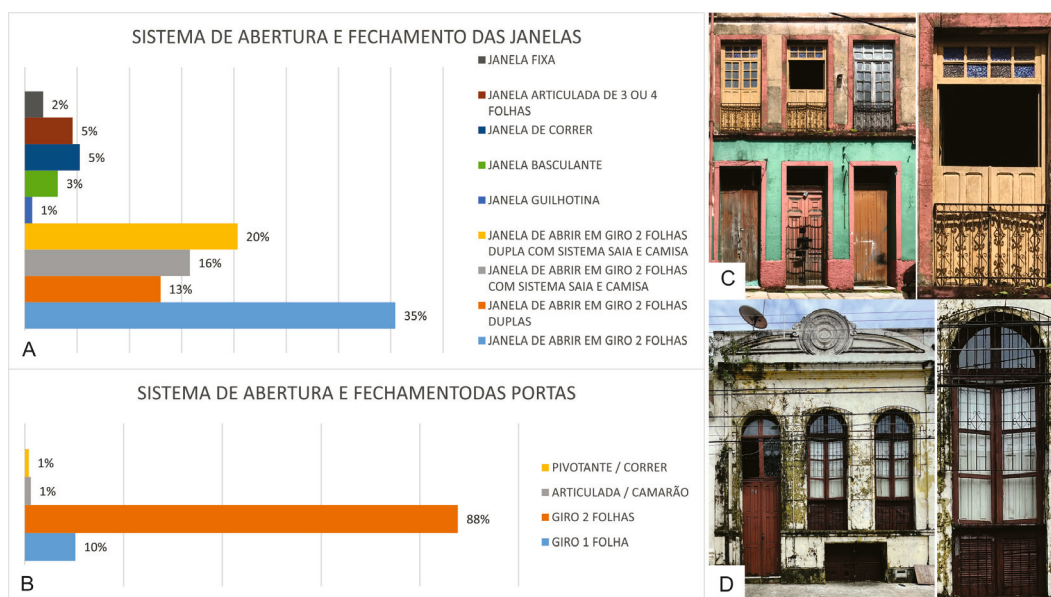 SISTEMA DE ABERTURA E FECHAMENTO DAS JANELAS
2%
5%
5%
3%
1%
20%
16%
13%
35%
JANELA FIXA
JANELA ARTICULADA DE 3 OU 4
FOLHAS
JANELA DE CORRER
JANELA BASCULANTE
JANELA GUILHOTINA
JANELA DE ABRIR EM GIRO 2 FOLHAS
DUPLA COM SISTEMA SAIA E CAMISA
JANELA DE ABRIR EM GIRO 2 FOLHAS
COM SISTEMA SAIA E CAMISA
JANELA DE ABRIR EM GIRO 2 FOLHAS
DUPLAS
JANELA DE ABRIR EM GIRO 2 FOLHAS
A
SISTEMA DE ABERTURA E FECHAMENTODAS PORTAS
1%
1%
88%
10%
PIVOTANTE / CORRER
ARTICULADA / CAMARÃO
GIRO 2 FOLHAS
GIRO 1 FOLHA
B
C
D